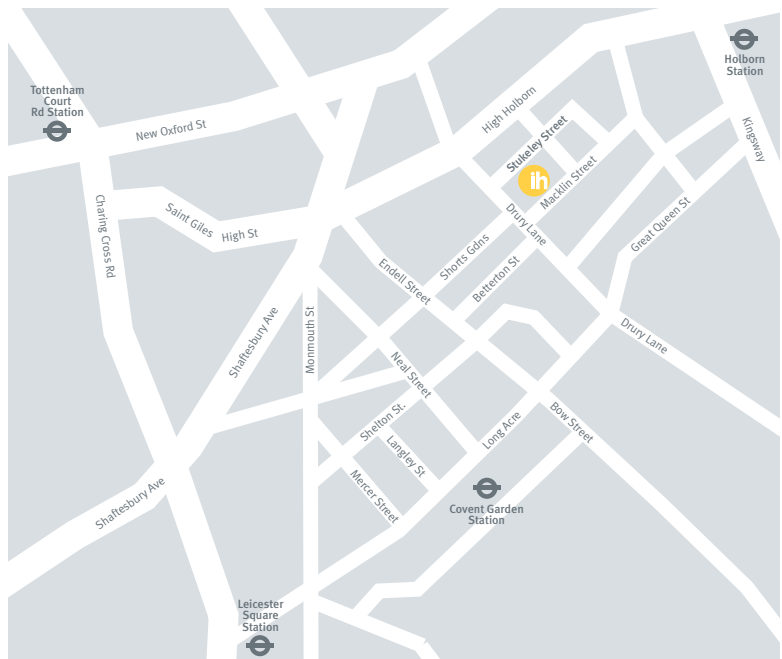 Holborn
Station
Tottenham
Court
Rd Station
High Holborn
New Oxford St
Kingsway
Stukeley Street
ih
Macklin Street
Charing Cross Rd
Saint Giles
High St
Drury Lane
Great Queen St
Shorts Gdns
Betterton St
Endell Street
Shaftesbury Ave
Monmouth St
Drury Lane
Neal Street
Shelton St.
Long Acre
Bow Street
Langley St
Mercer Street
Shaftesbury Ave
Covent Garden
Station
Leicester
Square
Station